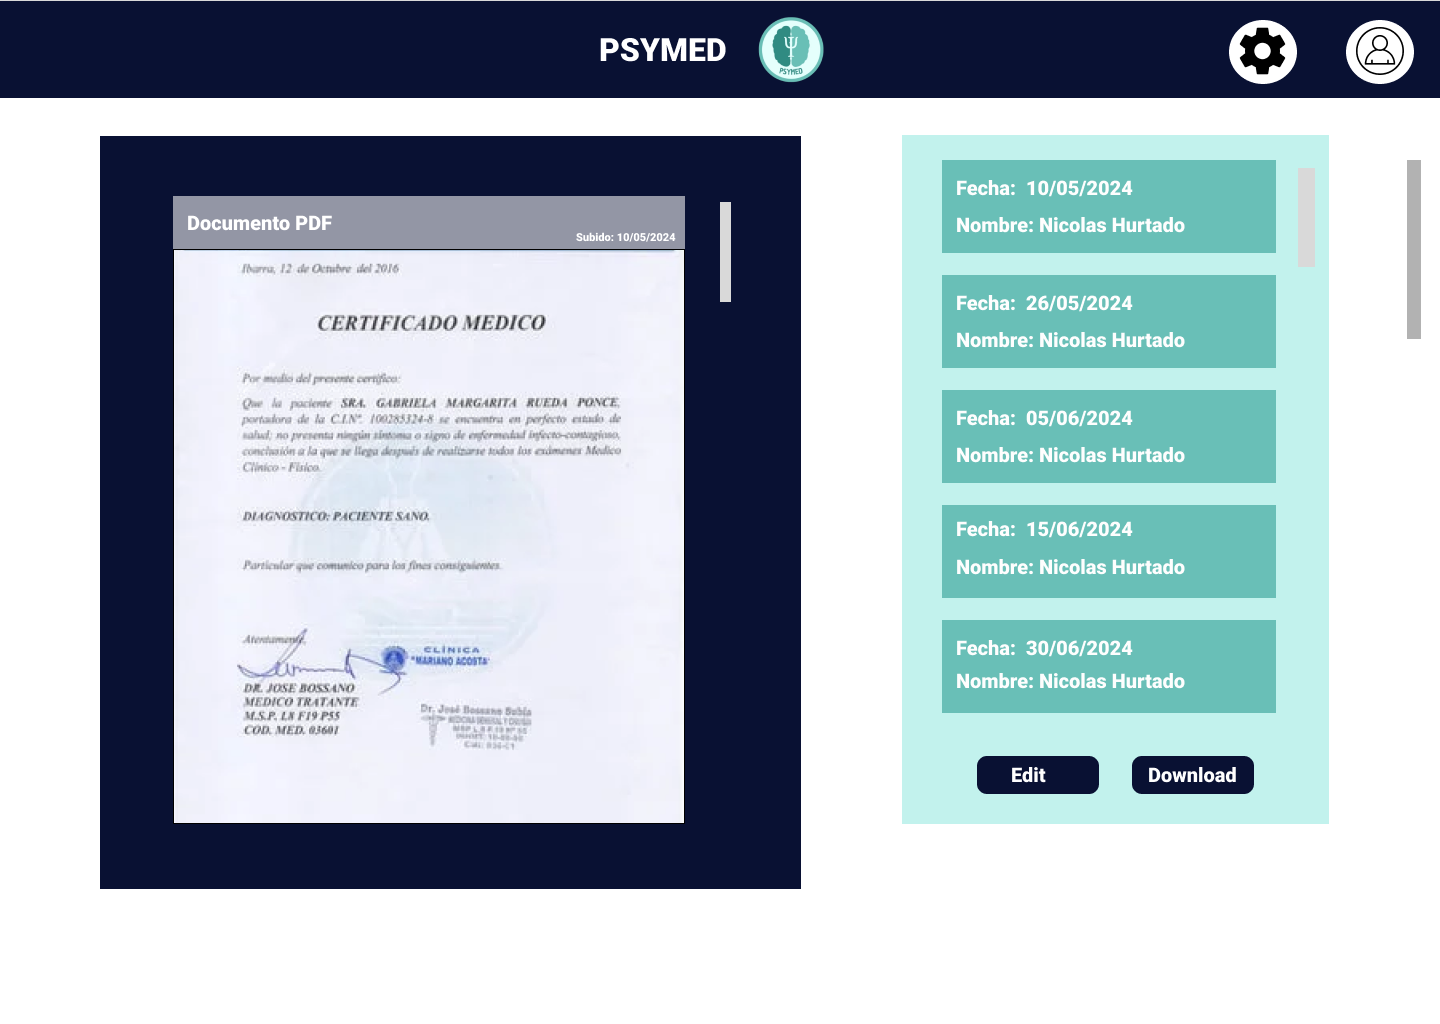 PSYMED
PSYMED
Documento PDF
Subido: 10/05/2024
Ibarra, 12 de Octubre del 2016
CERTIFICADO MEDICO
Por medio del presente certifico:
Que la paciente SRA. GABRIELA MARGARITA RUEDA PONCE,
portadora de la C.I.Nº. 100285324-8 se encuentra en perfecto estado de
salud; no presenta ningún síntoma o signo de enfermedad infecto-contagioso,
conclusión a la que se llega después de realizarse todos los exámenes Medico
Clínico - Físico.
DIAGNOSTICO: PACIENTE SANO.
Particular que comunico para los fines consiguientes.
Atentamente,
CLÍNICA
"MARIANO ACOSTA"
DR. JOSE BOSSANO
MEDICO TRATANTE
M.S.P. L8 F19 P55
COD. MED. 03601
Dr. José Bossano Bubia
MEDICINA GENERAL Y CIRUGIA
Fecha: 10/05/2024
Nombre: Nicolas Hurtado
Fecha: 26/05/2024
Nombre: Nicolas Hurtado
Fecha: 05/06/2024
Nombre: Nicolas Hurtado
Fecha: 15/06/2024
Nombre: Nicolas Hurtado
Fecha: 30/06/2024
Nombre: Nicolas Hurtado
Edit
Download